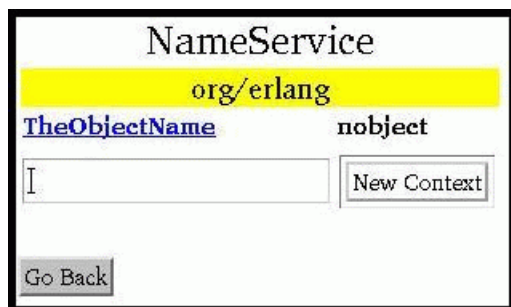 NameService
org/erlang
TheObjectName nobject
New Context
Go Back